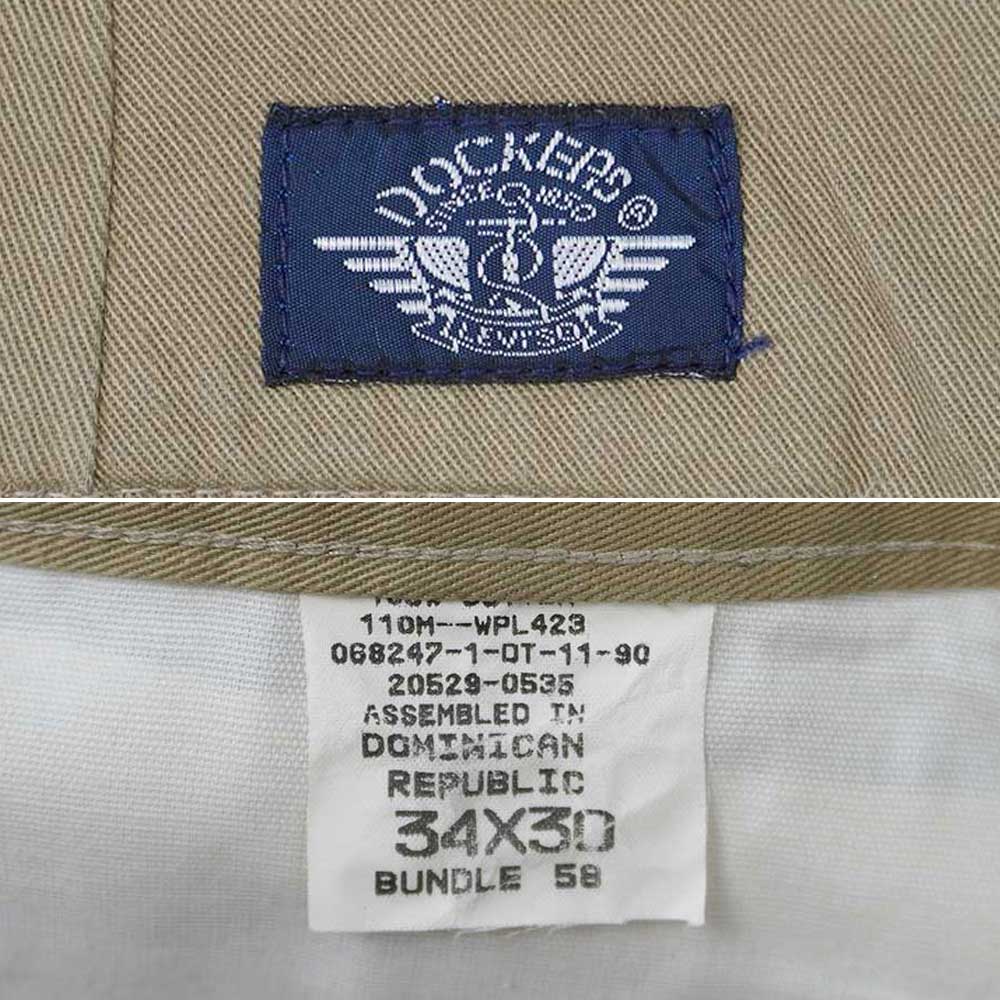 DOCKERS®
SINCE 1850
LEVI'S
110M--WPL423
068247-1-DT-11-90
20529-0535
ASSEMBLED IN
DOMINICAN
REPUBLIC
34X30
BUNDLE 58